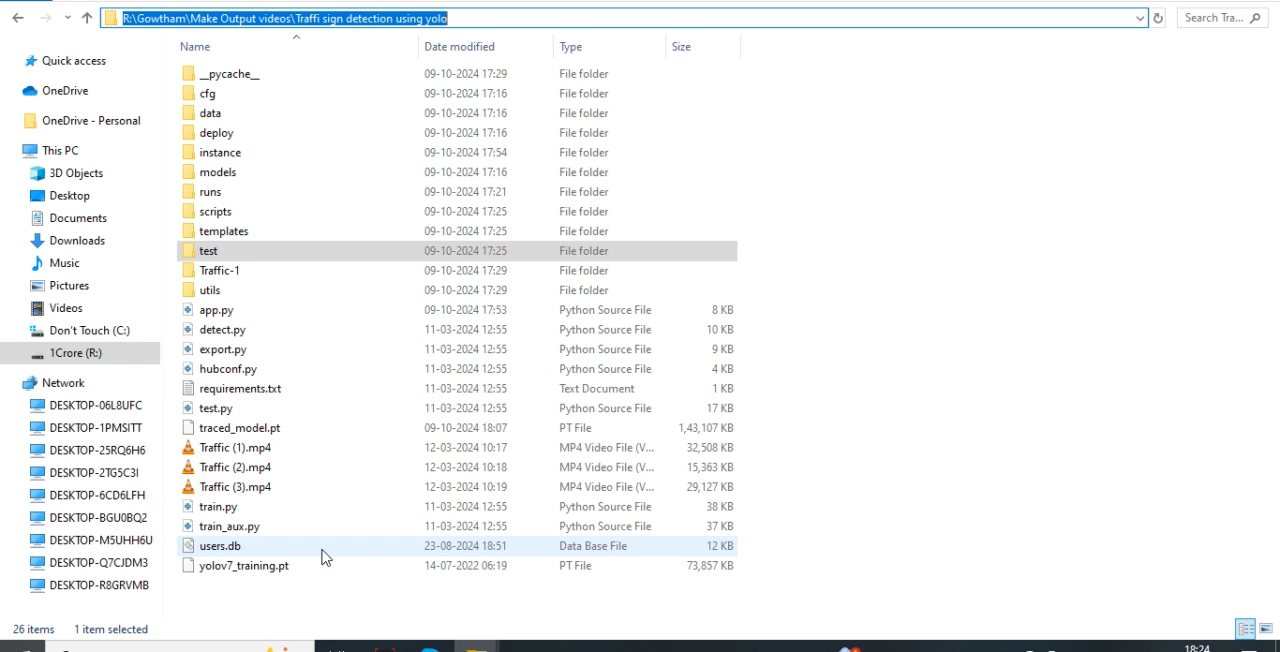 R:\Gowtham\Make Output videos\Traffi sign detection using yolo
Search Tra...
Name Date modified Type Size
Quick access
OneDrive
OneDrive - Personal
This PC
3D Objects
Desktop
Documents
Downloads
Music
Pictures
Videos
Don't Touch (C:)
1Crore (R:)
Network
DESKTOP-06L8UFC
DESKTOP-1PMSITT
DESKTOP-25RQ6H6
DESKTOP-2TG5C3I
DESKTOP-6CD6LFH
DESKTOP-BGU0BQ2
DESKTOP-M5UHH6U
DESKTOP-Q7CJDM3
DESKTOP-R8GRVMB
__pycache__ 09-10-2024 17:29 File folder
cfg 09-10-2024 17:16 File folder
data 09-10-2024 17:16 File folder
deploy 09-10-2024 17:16 File folder
instance 09-10-2024 17:54 File folder
models 09-10-2024 17:16 File folder
runs 09-10-2024 17:21 File folder
scripts 09-10-2024 17:25 File folder
templates 09-10-2024 17:25 File folder
test 09-10-2024 17:25 File folder
Traffic-1 09-10-2024 17:29 File folder
utils 09-10-2024 17:29 File folder
app.py 09-10-2024 17:53 Python Source File 8 KB
detect.py 11-03-2024 12:55 Python Source File 10 KB
export.py 11-03-2024 12:55 Python Source File 9 KB
hubconf.py 11-03-2024 12:55 Python Source File 4 KB
requirements.txt 11-03-2024 12:55 Text Document 1 KB
test.py 11-03-2024 12:55 Python Source File 17 KB
traced_model.pt 09-10-2024 18:07 PT File 1,43,107 KB
Traffic (1).mp4 12-03-2024 10:17 MP4 Video File (V... 32,508 KB
Traffic (2).mp4 12-03-2024 10:18 MP4 Video File (V... 15,363 KB
Traffic (3).mp4 12-03-2024 10:19 MP4 Video File (V... 29,127 KB
train.py 11-03-2024 12:55 Python Source File 38 KB
train_aux.py 11-03-2024 12:55 Python Source File 37 KB
users.db 23-08-2024 18:51 Data Base File 12 KB
yolov7_training.pt 14-07-2022 06:19 PT File 73,857 KB
26 items 1 item selected
18:24